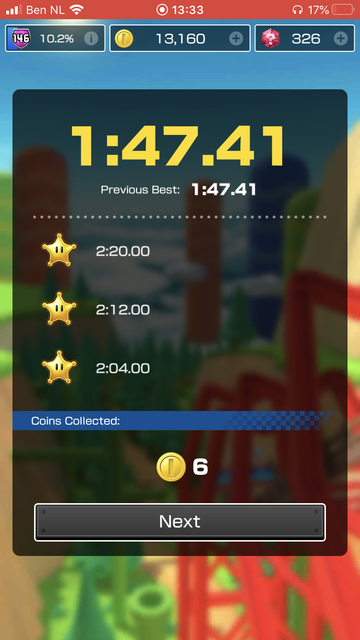 Ben NL 13:33 17%
146 10.2% i 13,160 + 326 +
1:47.41
Previous Best: 1:47.41
2:20.00
2:12.00
2:04.00
Coins Collected:
6
Next